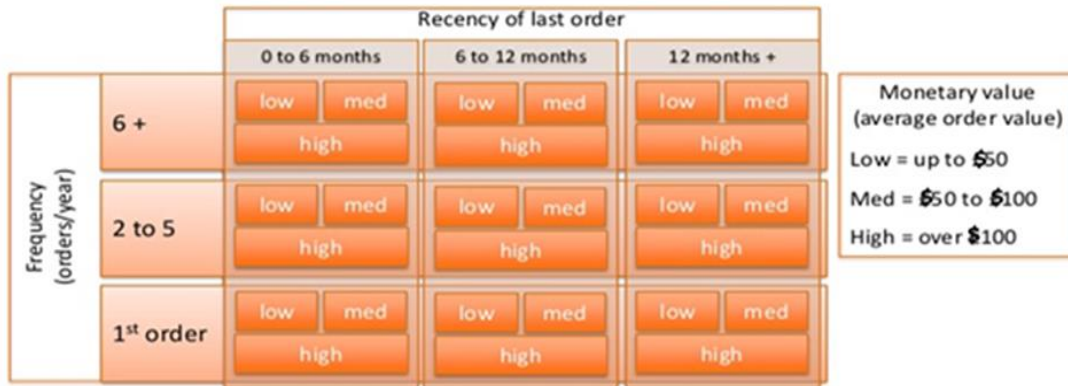 Recency of last order
0 to 6 months 6 to 12 months 12 months +
Frequency
(orders/year)
6 +
low med low med low med
high high high
2 to 5
low med low med low med
high high high
1st order
low med low med low med
high high high
Monetary value
(average order value)
Low = up to $50
Med = $50 to $100
High = over $100